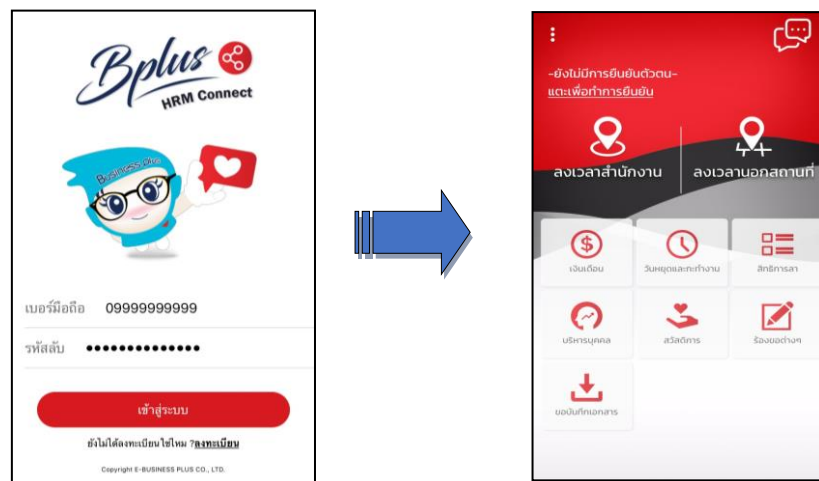 Bplus
HRM Connect
Business-plus
เบอร์มือถือ 09999999999
รหัสลับ ●●●●●●●●●●●●●●
เข้าสู่ระบบ
ยังไม่ได้ลงทะเบียนใช่ไหม ?ลงทะเบียน
Copyright E-BUSINESS PLUS CO., LTD.
-ยังไม่มีการยืนยันตัวตน-
แตะเพื่อทำการยืนยัน
ลงเวลาสำนักงาน ลงเวลานอกสถานที่
เงินเดือน วันหยุดและกะทำงาน สิทธิการลา
บริหารบุคคล สวัสดิการ ร้องขอต่างๆ
ขอบันทึกเอกสาร